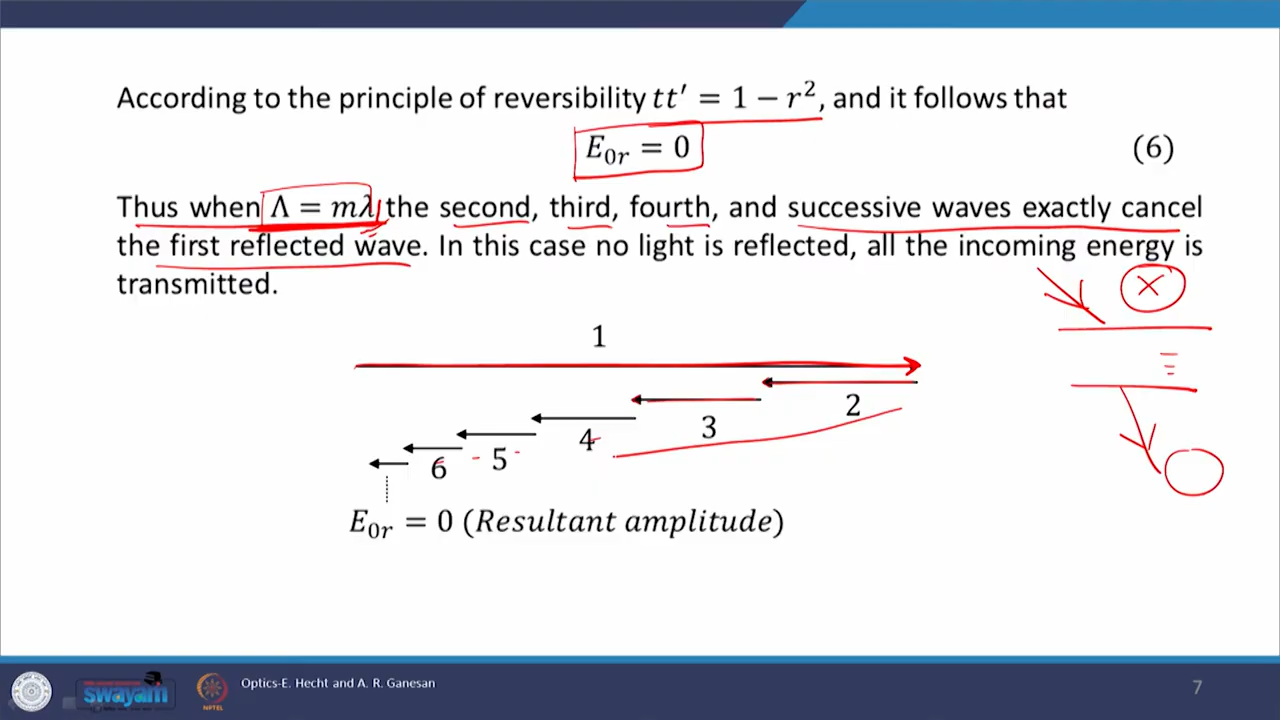 According to the principle of reversibility 𝑡𝑡′ = 1 − 𝑟², and it follows that
𝐸₀ᵣ = 0 (6)
Thus when Λ = 𝑚𝜆, the second, third, fourth, and successive waves exactly cancel
the first reflected wave. In this case no light is reflected, all the incoming energy is
transmitted.
1
2
3
4
5
6
𝐸₀ᵣ = 0 (𝑅𝑒𝑠𝑢𝑙𝑡𝑎𝑛𝑡 𝑎𝑚𝑝𝑙𝑖𝑡𝑢𝑑𝑒)
swayam
NPTEL
Optics-E. Hecht and A. R. Ganesan
7